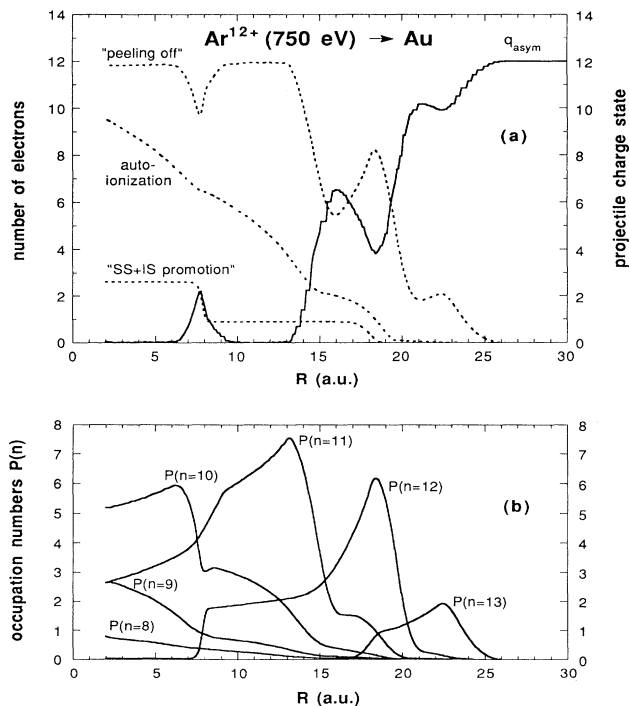 Ar12+ (750 eV) → Au
14
12
10
8
6
4
2
0
number of electrons
"peeling off"
auto-
ionization
"SS+IS promotion"
qasym
(a)
14
12
10
8
6
4
2
0
projectile charge state
0 5 10 15 20 25 30
R (a.u.)
8
7
6
5
4
3
2
1
0
occupation numbers P(n)
P(n=10)
P(n=11)
P(n=12)
(b)
P(n=9)
P(n=13)
P(n=8)
8
7
6
5
4
3
2
1
0
0 5 10 15 20 25 30
R (a.u.)